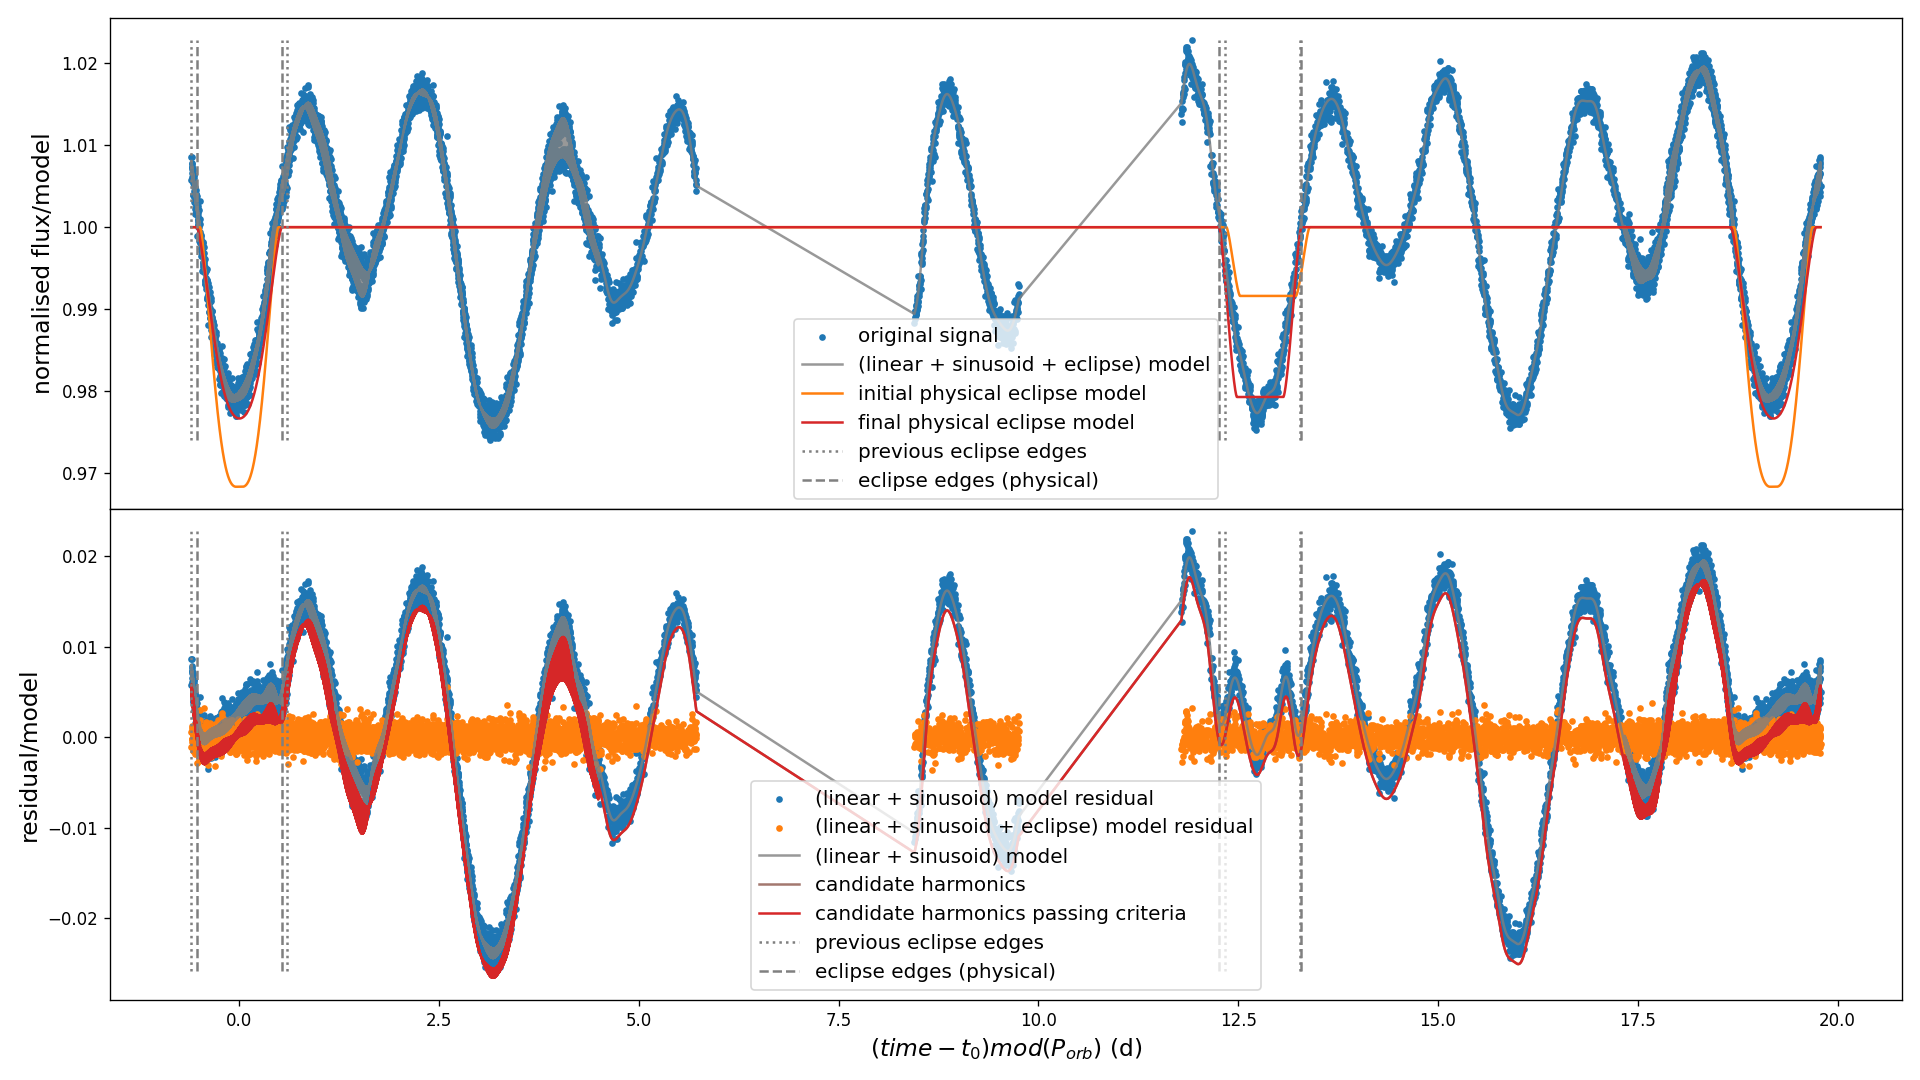 normalised flux/model
1.02
1.01
1.00
0.99
0.98
0.97
original signal
(linear + sinusoid + eclipse) model
initial physical eclipse model
final physical eclipse model
previous eclipse edges
eclipse edges (physical)
residual/model
0.02
0.01
0.00
−0.01
−0.02
(linear + sinusoid) model residual
(linear + sinusoid + eclipse) model residual
(linear + sinusoid) model
candidate harmonics
candidate harmonics passing criteria
previous eclipse edges
eclipse edges (physical)
0.0 2.5 5.0 7.5 10.0 12.5 15.0 17.5 20.0
(time − t₀)mod(P_orb) (d)